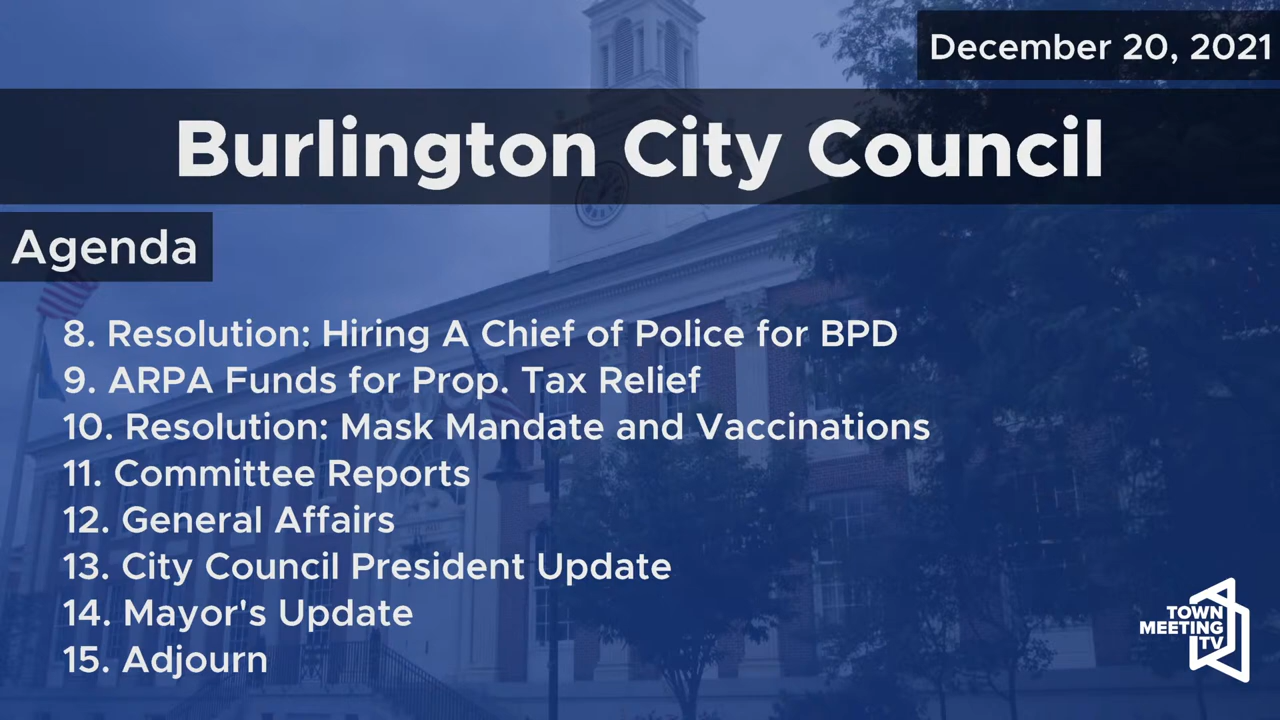 December 20, 2021
Burlington City Council
Agenda
8. Resolution: Hiring A Chief of Police for BPD
9. ARPA Funds for Prop. Tax Relief
10. Resolution: Mask Mandate and Vaccinations
11. Committee Reports
12. General Affairs
13. City Council President Update
14. Mayor's Update
15. Adjourn
TOWN
MEETING
TV